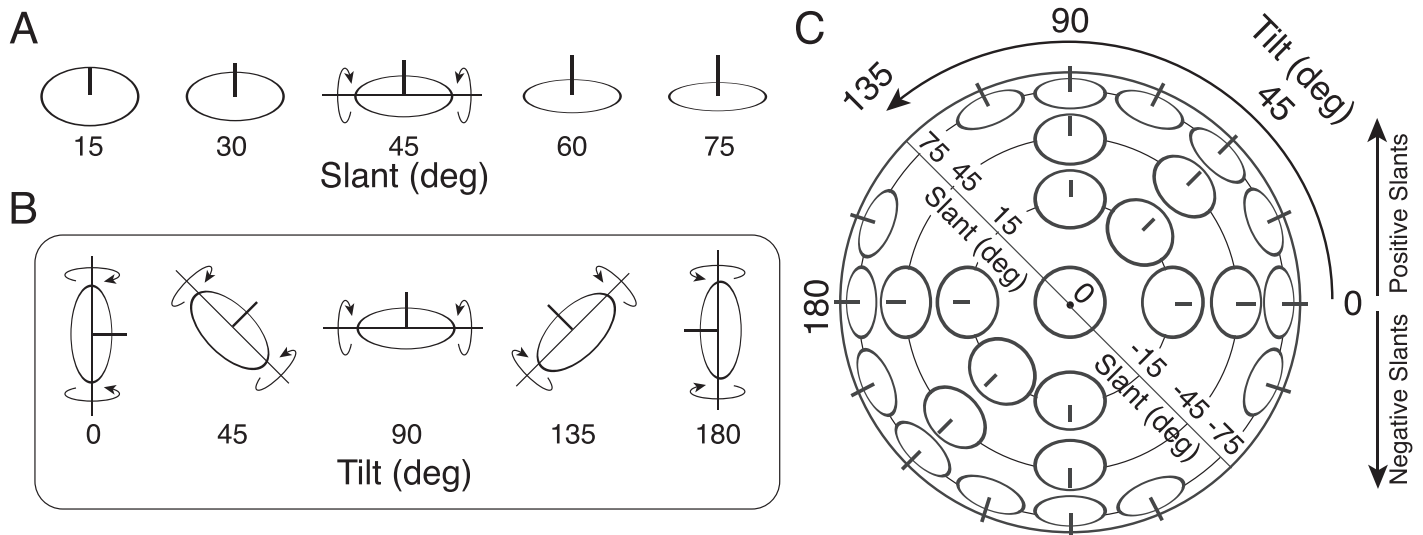 A
15 30 45 60 75
Slant (deg)
B
0 45 90 135 180
Tilt (deg)
C
90
Tilt (deg)
45
135
0
180
75 45 15
Slant (deg)
0
-15 -45 -75
Slant (deg)
Positive Slants
Negative Slants